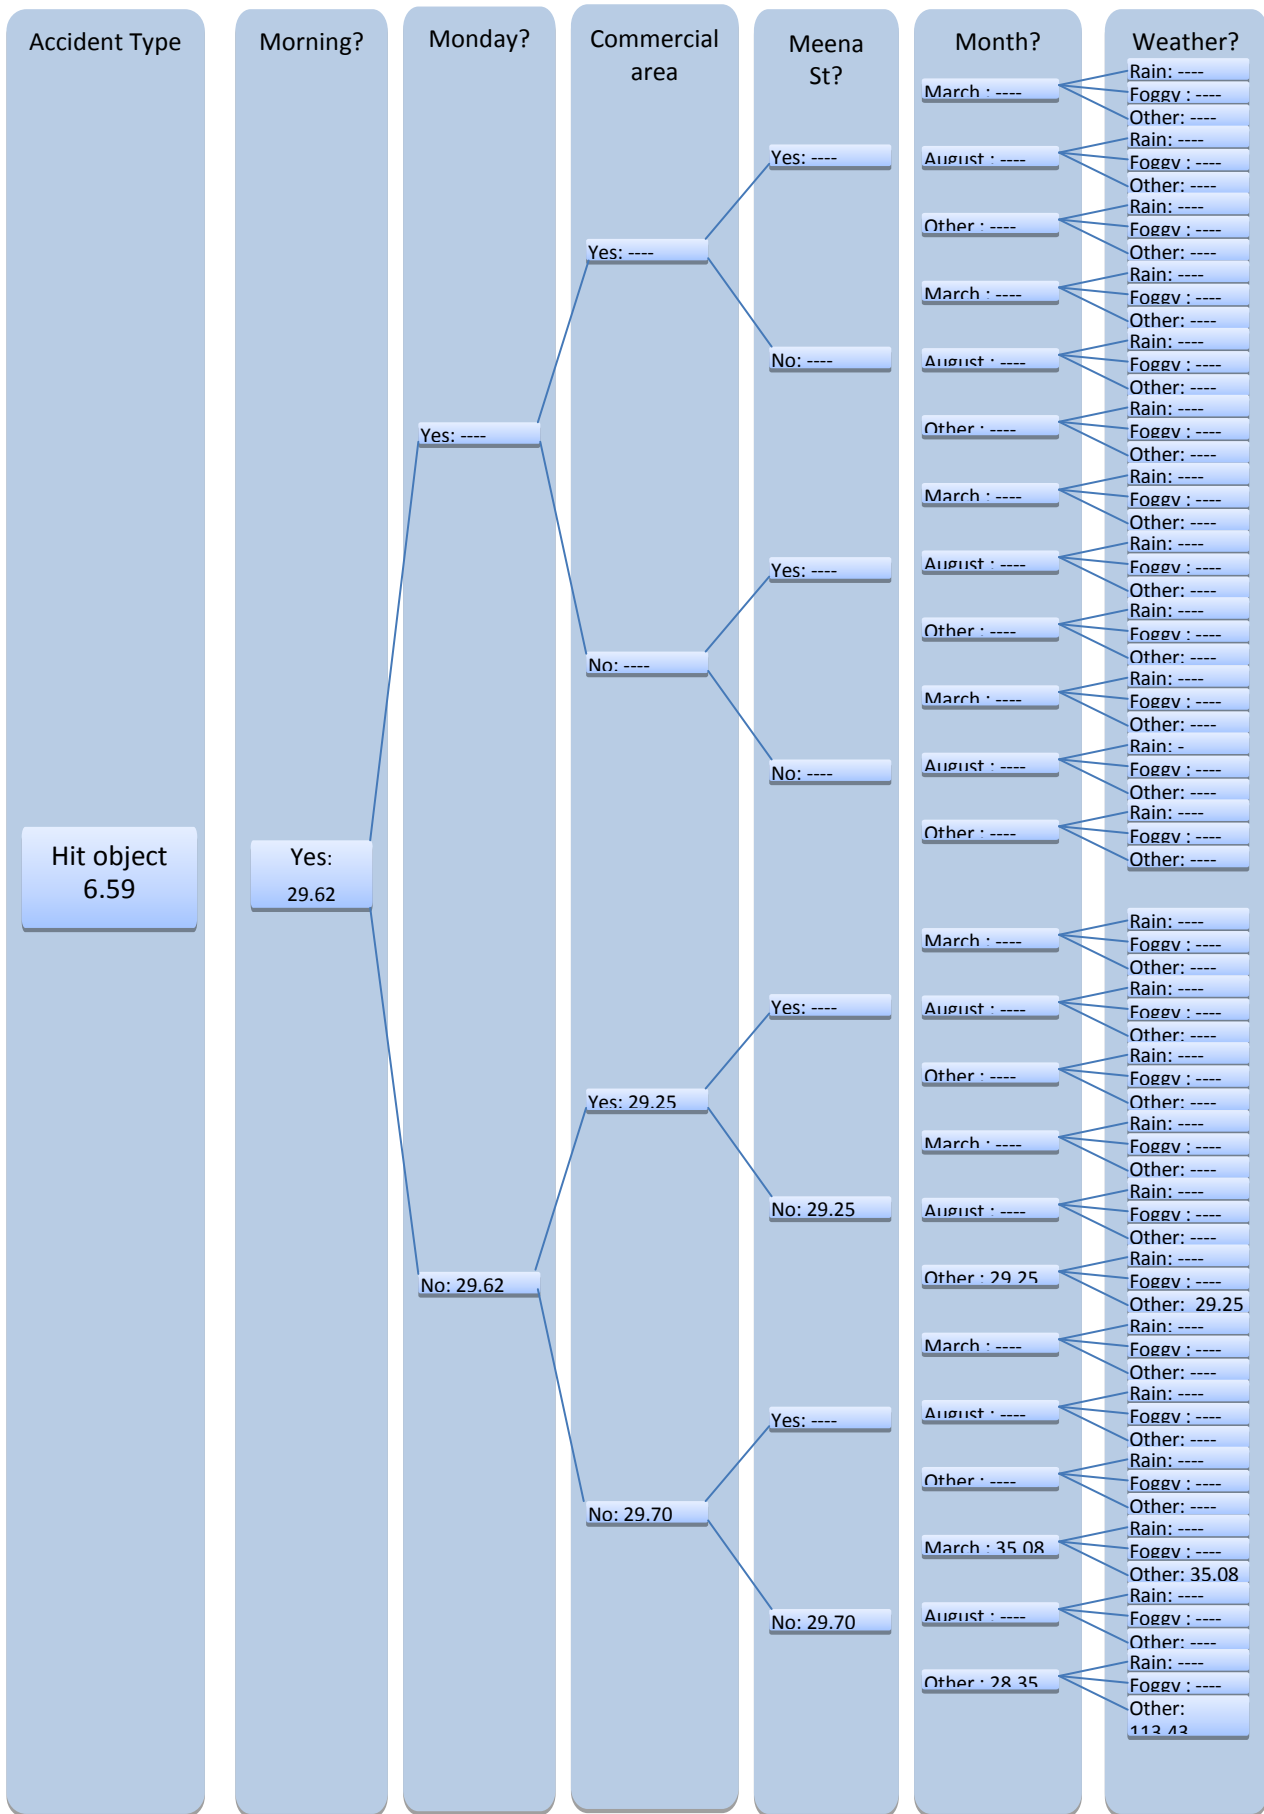 Accident Type
Morning?
Monday?
Commercial
area
Meena
St?
Month?
Weather?
Hit object
6.59
Yes:
29.62
Yes: ----
No: 29.62
Yes: ----
No: ----
Yes: 29.25
No: 29.70
Yes: ----
No: ----
Yes: ----
No: ----
Yes: ----
No: 29.25
Yes: ----
No: 29.70
March : ----
August : ----
Other : ----
March : ----
August : ----
Other : ----
March : ----
August : ----
Other : ----
March : ----
August : ----
Other : ----
March : ----
August : ----
Other : ----
March : ----
August : ----
Other : 29.25
March : ----
August : ----
Other : ----
March : 35.08
August : ----
Other : 28.35
Rain: ----
Foggy : ----
Other: ----
Rain: ----
Foggy : ----
Other: ----
Rain: ----
Foggy : ----
Other: ----
Rain: ----
Foggy : ----
Other: ----
Rain: ----
Foggy : ----
Other: ----
Rain: ----
Foggy : ----
Other: ----
Rain: ----
Foggy : ----
Other: ----
Rain: ----
Foggy : ----
Other: ----
Rain: ----
Foggy : ----
Other: ----
Rain: ----
Foggy : ----
Other: ----
Rain: -
Foggy : ----
Other: ----
Rain: ----
Foggy : ----
Other: ----
Rain: ----
Foggy : ----
Other: ----
Rain: ----
Foggy : ----
Other: ----
Rain: ----
Foggy : ----
Other: ----
Rain: ----
Foggy : ----
Other: ----
Rain: ----
Foggy : ----
Other: ----
Rain: ----
Foggy : ----
Other: 29.25
Rain: ----
Foggy : ----
Other: ----
Rain: ----
Foggy : ----
Other: ----
Rain: ----
Foggy : ----
Other: ----
Rain: ----
Foggy : ----
Other: 35.08
Rain: ----
Foggy : ----
Other: ----
Rain: ----
Foggy : ----
Other:
113.43